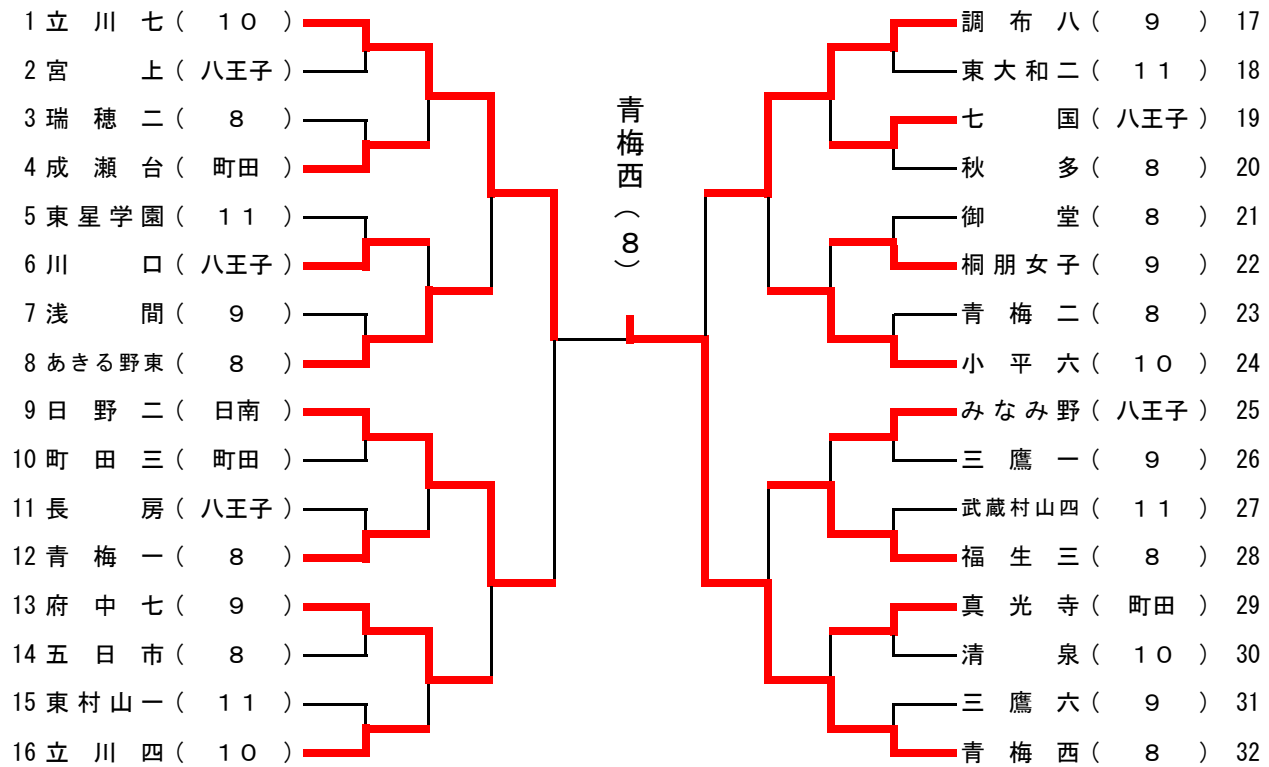 1 立川七 ( 10 )
2 宮上 ( 八王子 )
3 瑞穂二 ( 8 )
4 成瀬台 ( 町田 )
5 東星学園 ( 11 )
6 川口 ( 八王子 )
7 浅間 ( 9 )
8 あきる野東 ( 8 )
9 日野二 ( 日南 )
10 町田三 ( 町田 )
11 長房 ( 八王子 )
12 青梅一 ( 8 )
13 府中七 ( 9 )
14 五日市 ( 8 )
15 東村山一 ( 11 )
16 立川四 ( 10 )
青梅西（8）
調布八 ( 9 ) 17
東大和二 ( 11 ) 18
七国 ( 八王子 ) 19
秋多 ( 8 ) 20
御堂 ( 8 ) 21
桐朋女子 ( 9 ) 22
青梅二 ( 8 ) 23
小平六 ( 10 ) 24
みなみ野 ( 八王子 ) 25
三鷹一 ( 9 ) 26
武蔵村山四 ( 11 ) 27
福生三 ( 8 ) 28
真光寺 ( 町田 ) 29
清泉 ( 10 ) 30
三鷹六 ( 9 ) 31
青梅西 ( 8 ) 32